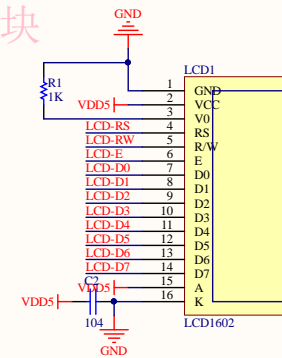 块
GND
LCD1
R1
1K
1 GND
VDD5 2 VCC
3 V0
LCD-RS 4 RS
LCD-RW 5 R/W
LCD-E 6 E
LCD-D0 7 D0
LCD-D1 8 D1
LCD-D2 9 D2
LCD-D3 10 D3
LCD-D4 11 D4
LCD-D5 12 D5
LCD-D6 13 D6
LCD-D7 14 D7
C2
VDD5 15 A
VDD5 16 K
104
LCD1602
GND